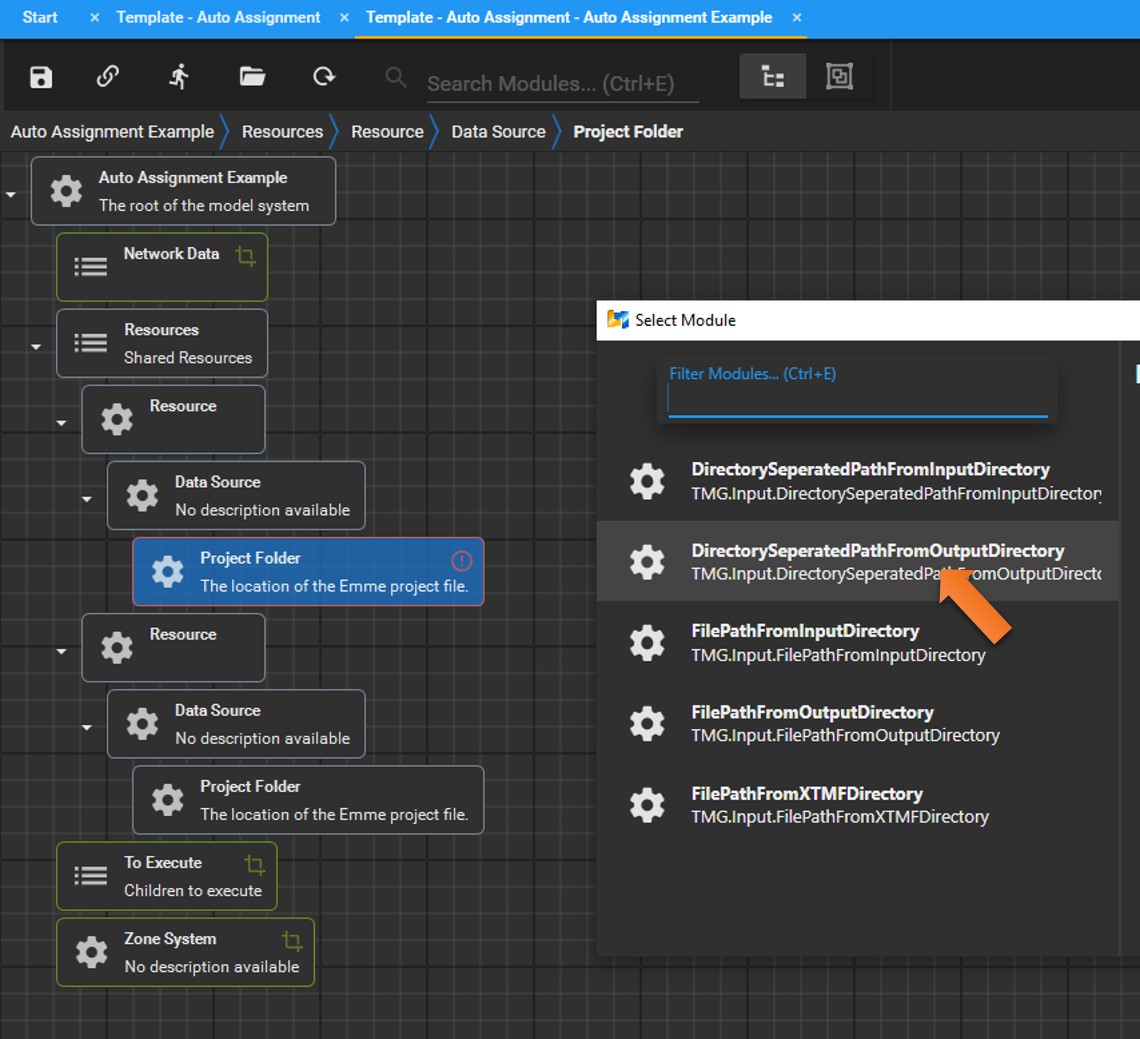 Start × Template - Auto Assignment × Template - Auto Assignment - Auto Assignment Example ×
Search Modules... (Ctrl+E)
Auto Assignment Example Resources Resource Data Source Project Folder
Auto Assignment Example
The root of the model system
Network Data
Resources
Shared Resources
Resource
Data Source
No description available
Project Folder
The location of the Emme project file.
Resource
Data Source
No description available
Project Folder
The location of the Emme project file.
To Execute
Children to execute
Zone System
No description available
Select Module
Filter Modules... (Ctrl+E)
DirectorySeperatedPathFromInputDirectory
TMG.Input.DirectorySeperatedPathFromInputDirectory
DirectorySeperatedPathFromOutputDirectory
TMG.Input.DirectorySeperatedPathFromOutputDirecto
FilePathFromInputDirectory
TMG.Input.FilePathFromInputDirectory
FilePathFromOutputDirectory
TMG.Input.FilePathFromOutputDirectory
FilePathFromXTMFDirectory
TMG.Input.FilePathFromXTMFDirectory